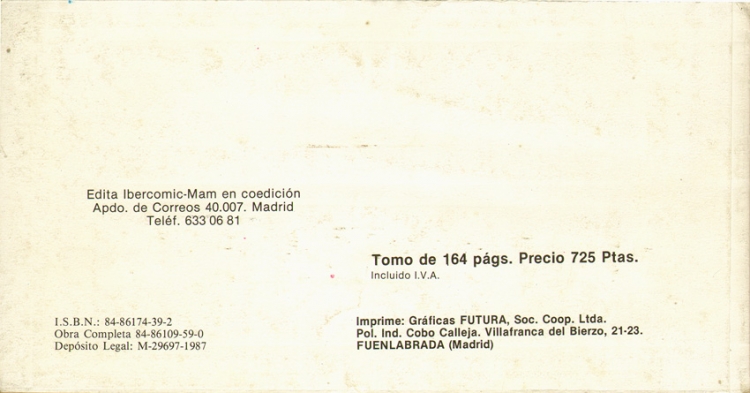 Edita Ibercomic-Mam en coedición
Apdo. de Correos 40.007. Madrid
Teléf. 633 06 81
Tomo de 164 págs. Precio 725 Ptas.
Incluido I.V.A.
I.S.B.N.: 84-86174-39-2
Obra Completa 84-86109-59-0
Depósito Legal: M-29697-1987
Imprime: Gráficas FUTURA, Soc. Coop. Ltda.
Pol. Ind. Cobo Calleja. Villafranca del Bierzo, 21-23.
FUENLABRADA (Madrid)